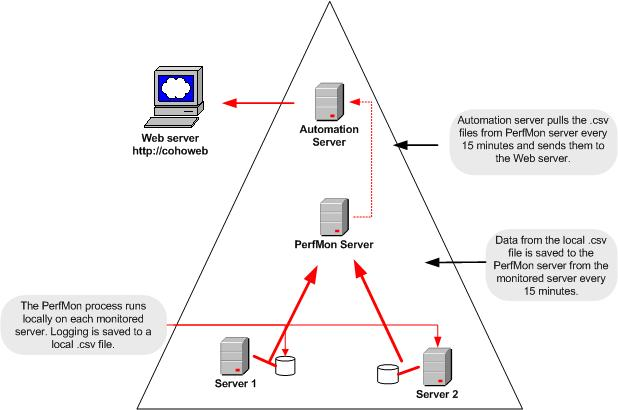 Web server
http://cohoweb
Automation
Server
Automation server pulls the .csv
files from PerfMon server every
15 minutes and sends them to
the Web server.
PerfMon Server
Data from the local .csv
file is saved to the
PerfMon server from the
monitored server every
15 minutes.
The PerfMon process runs
locally on each monitored
server. Logging is saved to a
local .csv file.
Server 1
Server 2